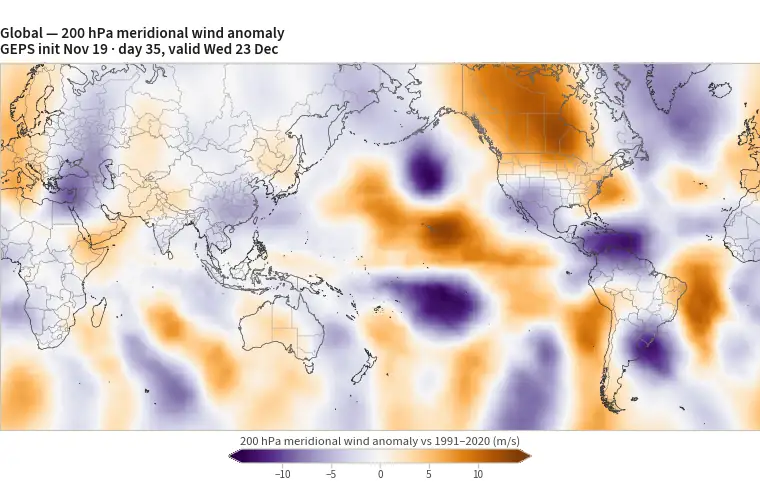 Global — 200 hPa meridional wind anomaly
GEPS init Nov 19 · day 35, valid Wed 23 Dec
200 hPa meridional wind anomaly vs 1991–2020 (m/s)
−10 −5 0 5 10